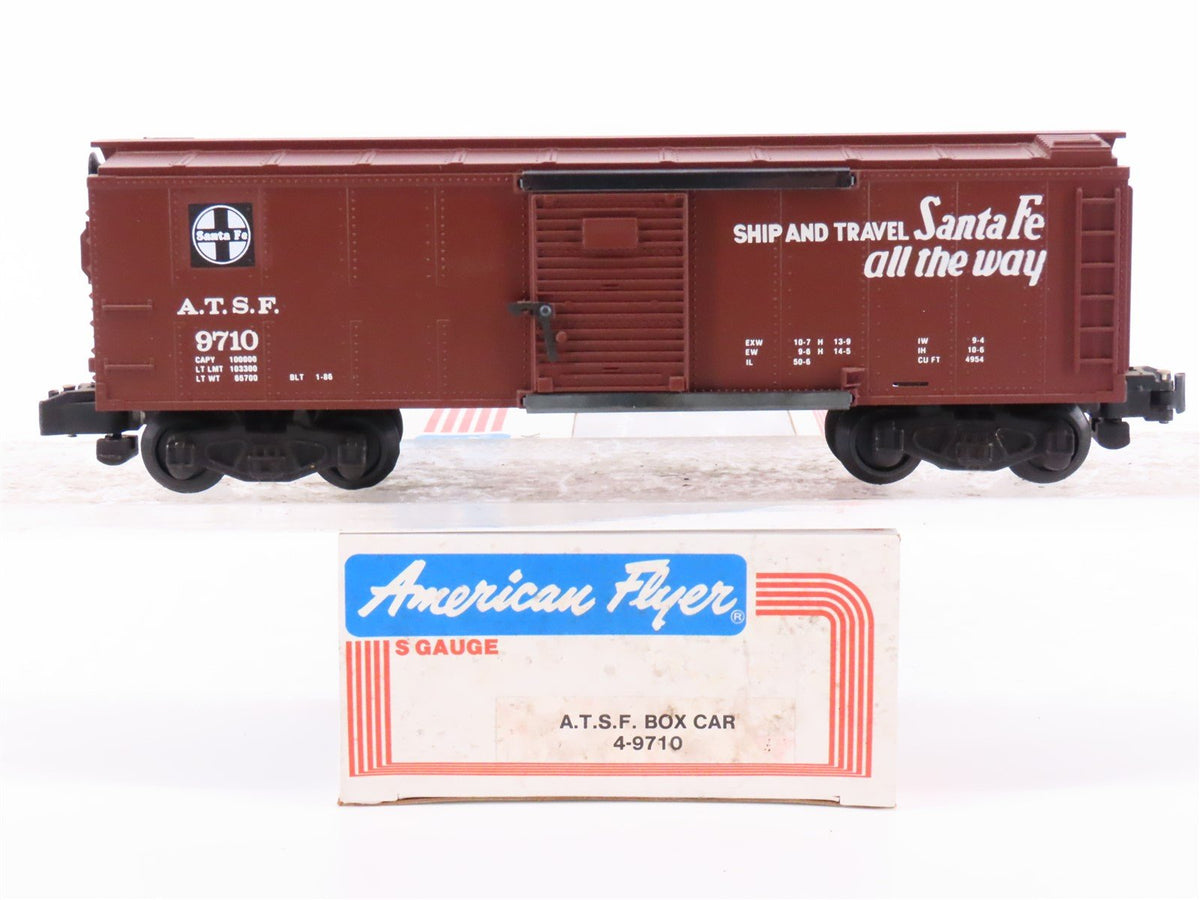 Santa Fe
A.T.S.F.
9710
CAPY 100000
LT LMT 103300
LT WT 65700 BLT 1-86
SHIP AND TRAVEL Santa Fe
all the way
EXW 10-7 H 13-9
EW 9-8 H 14-5
IL 50-6
IW 9-4
IH 10-6
CU FT 4954
American Flyer®
S GAUGE
A.T.S.F. BOX CAR
4-9710